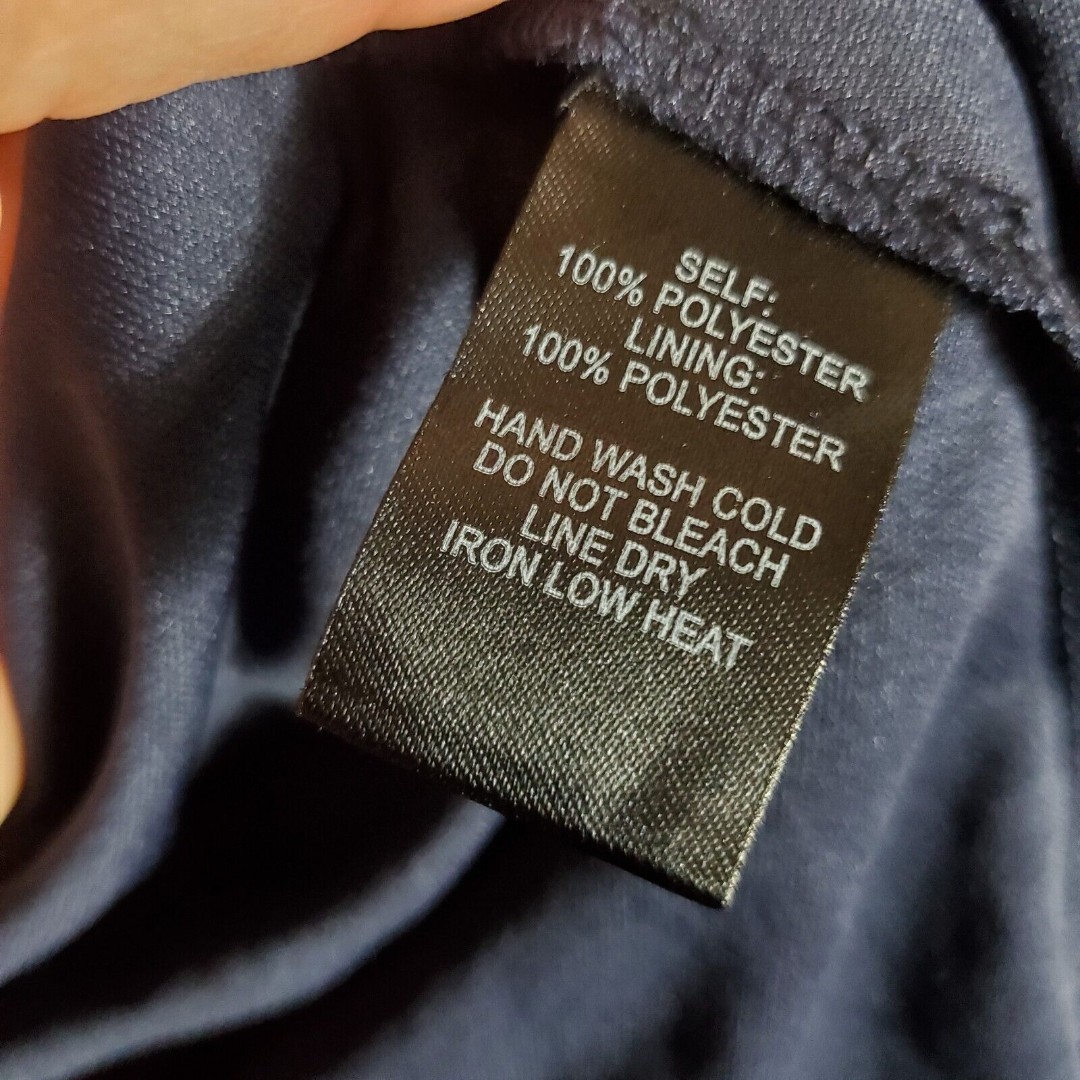 SELF:
100% POLYESTER
LINING:
100% POLYESTER
HAND WASH COLD
DO NOT BLEACH
LINE DRY
IRON LOW HEAT